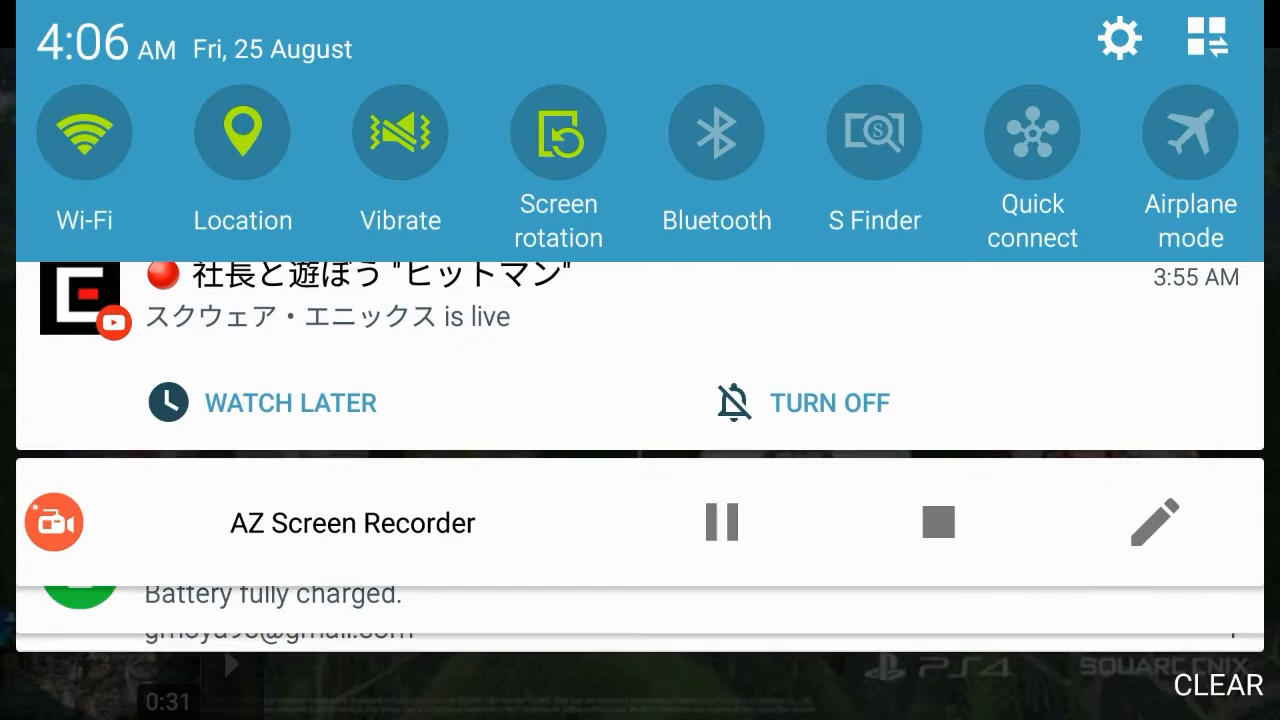 4:06 AM Fri, 25 August
Wi-Fi
Location
Vibrate
Screen
rotation
Bluetooth
S Finder
Quick
connect
Airplane
mode
社長と遊ぼう "ヒットマン"
3:55 AM
スクウェア・エニックス is live
WATCH LATER
TURN OFF
AZ Screen Recorder
Battery fully charged.
PS4
SQUARE ENIX
CLEAR
0:31